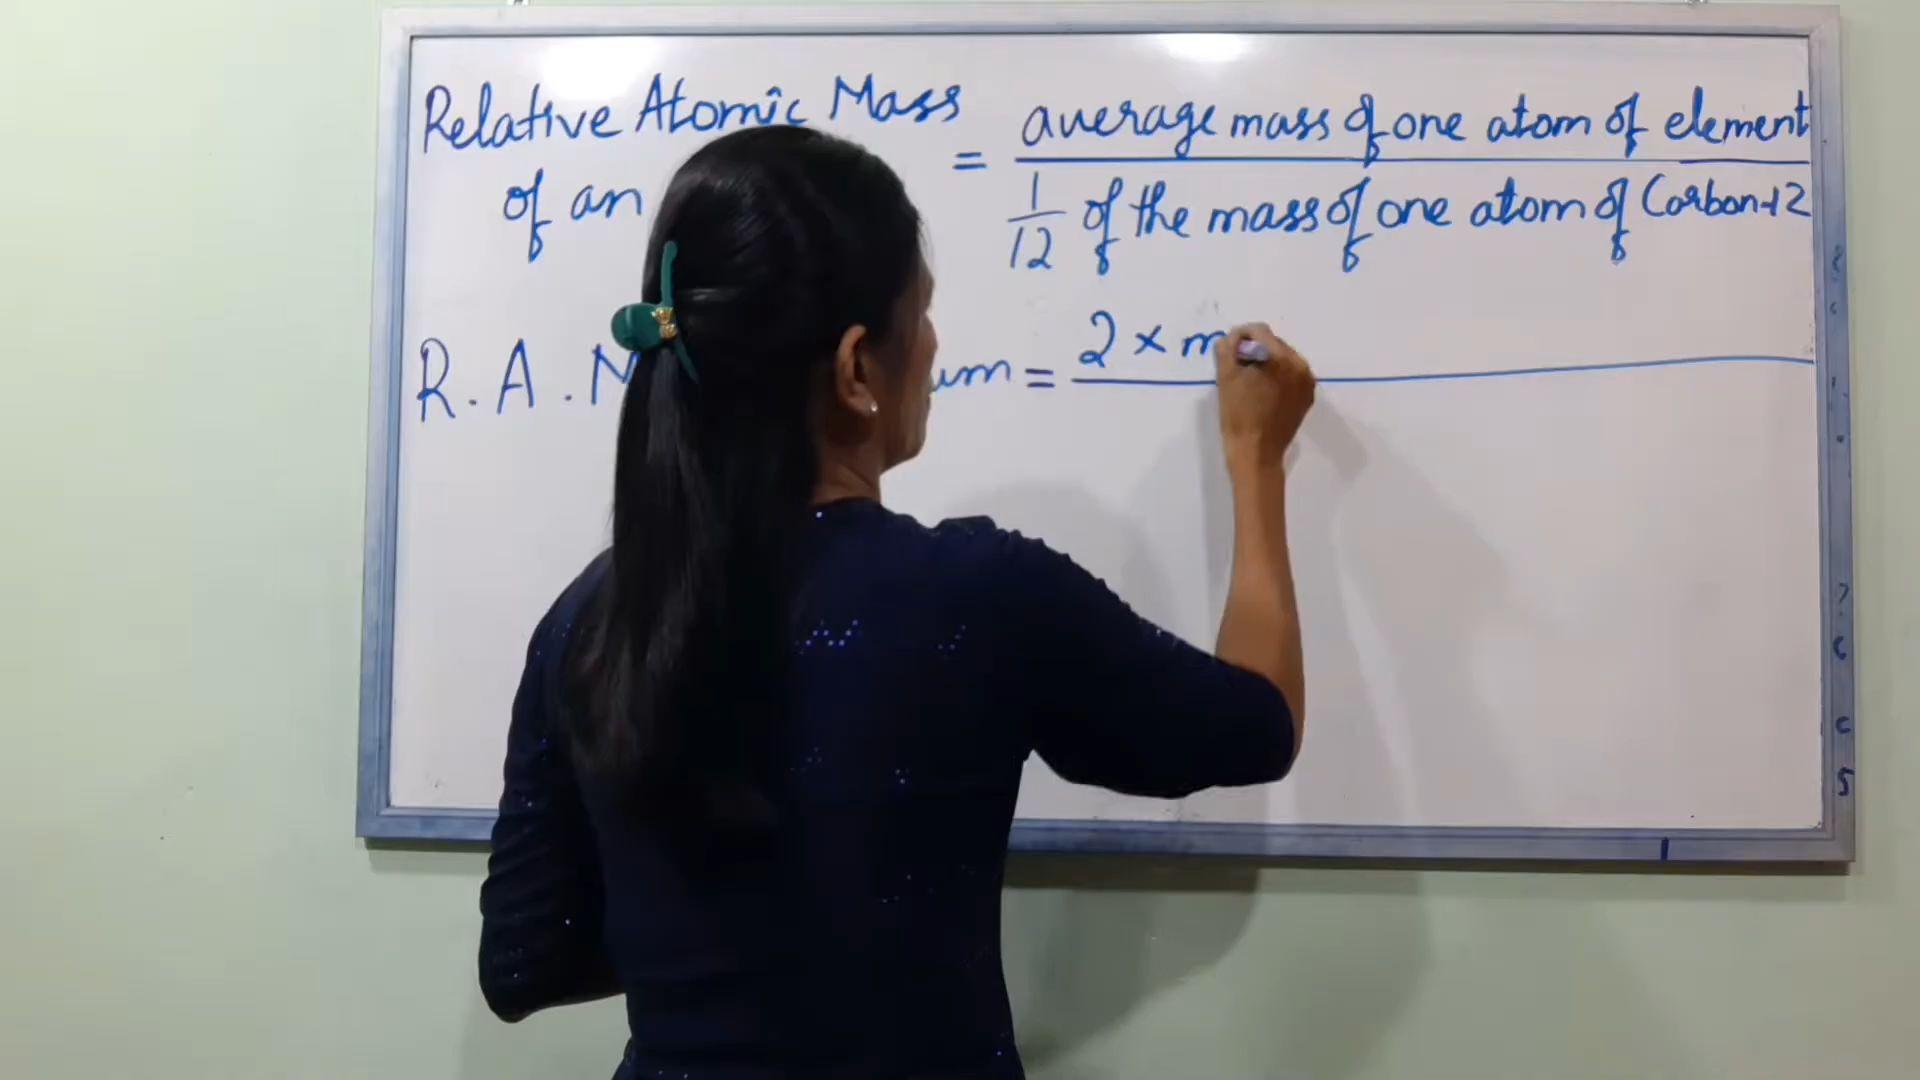 Relative Atomic Mass
of an
= average mass of one atom of element
1/12 of the mass of one atom of Carbon-12
R.A.M um = 2 × m